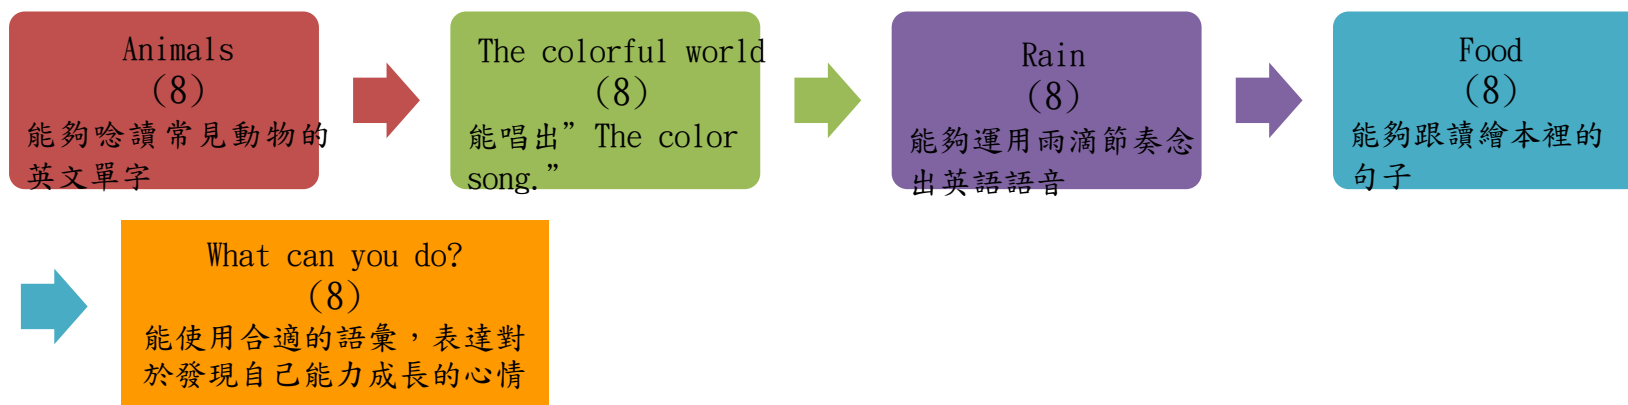 Animals
(8)
能夠唸讀常見動物的
英文單字
The colorful world
(8)
能唱出” The color
song.”
Rain
(8)
能夠運用雨滴節奏念
出英語語音
Food
(8)
能夠跟讀繪本裡的
句子
What can you do?
(8)
能使用合適的語彙，表達對
於發現自己能力成長的心情